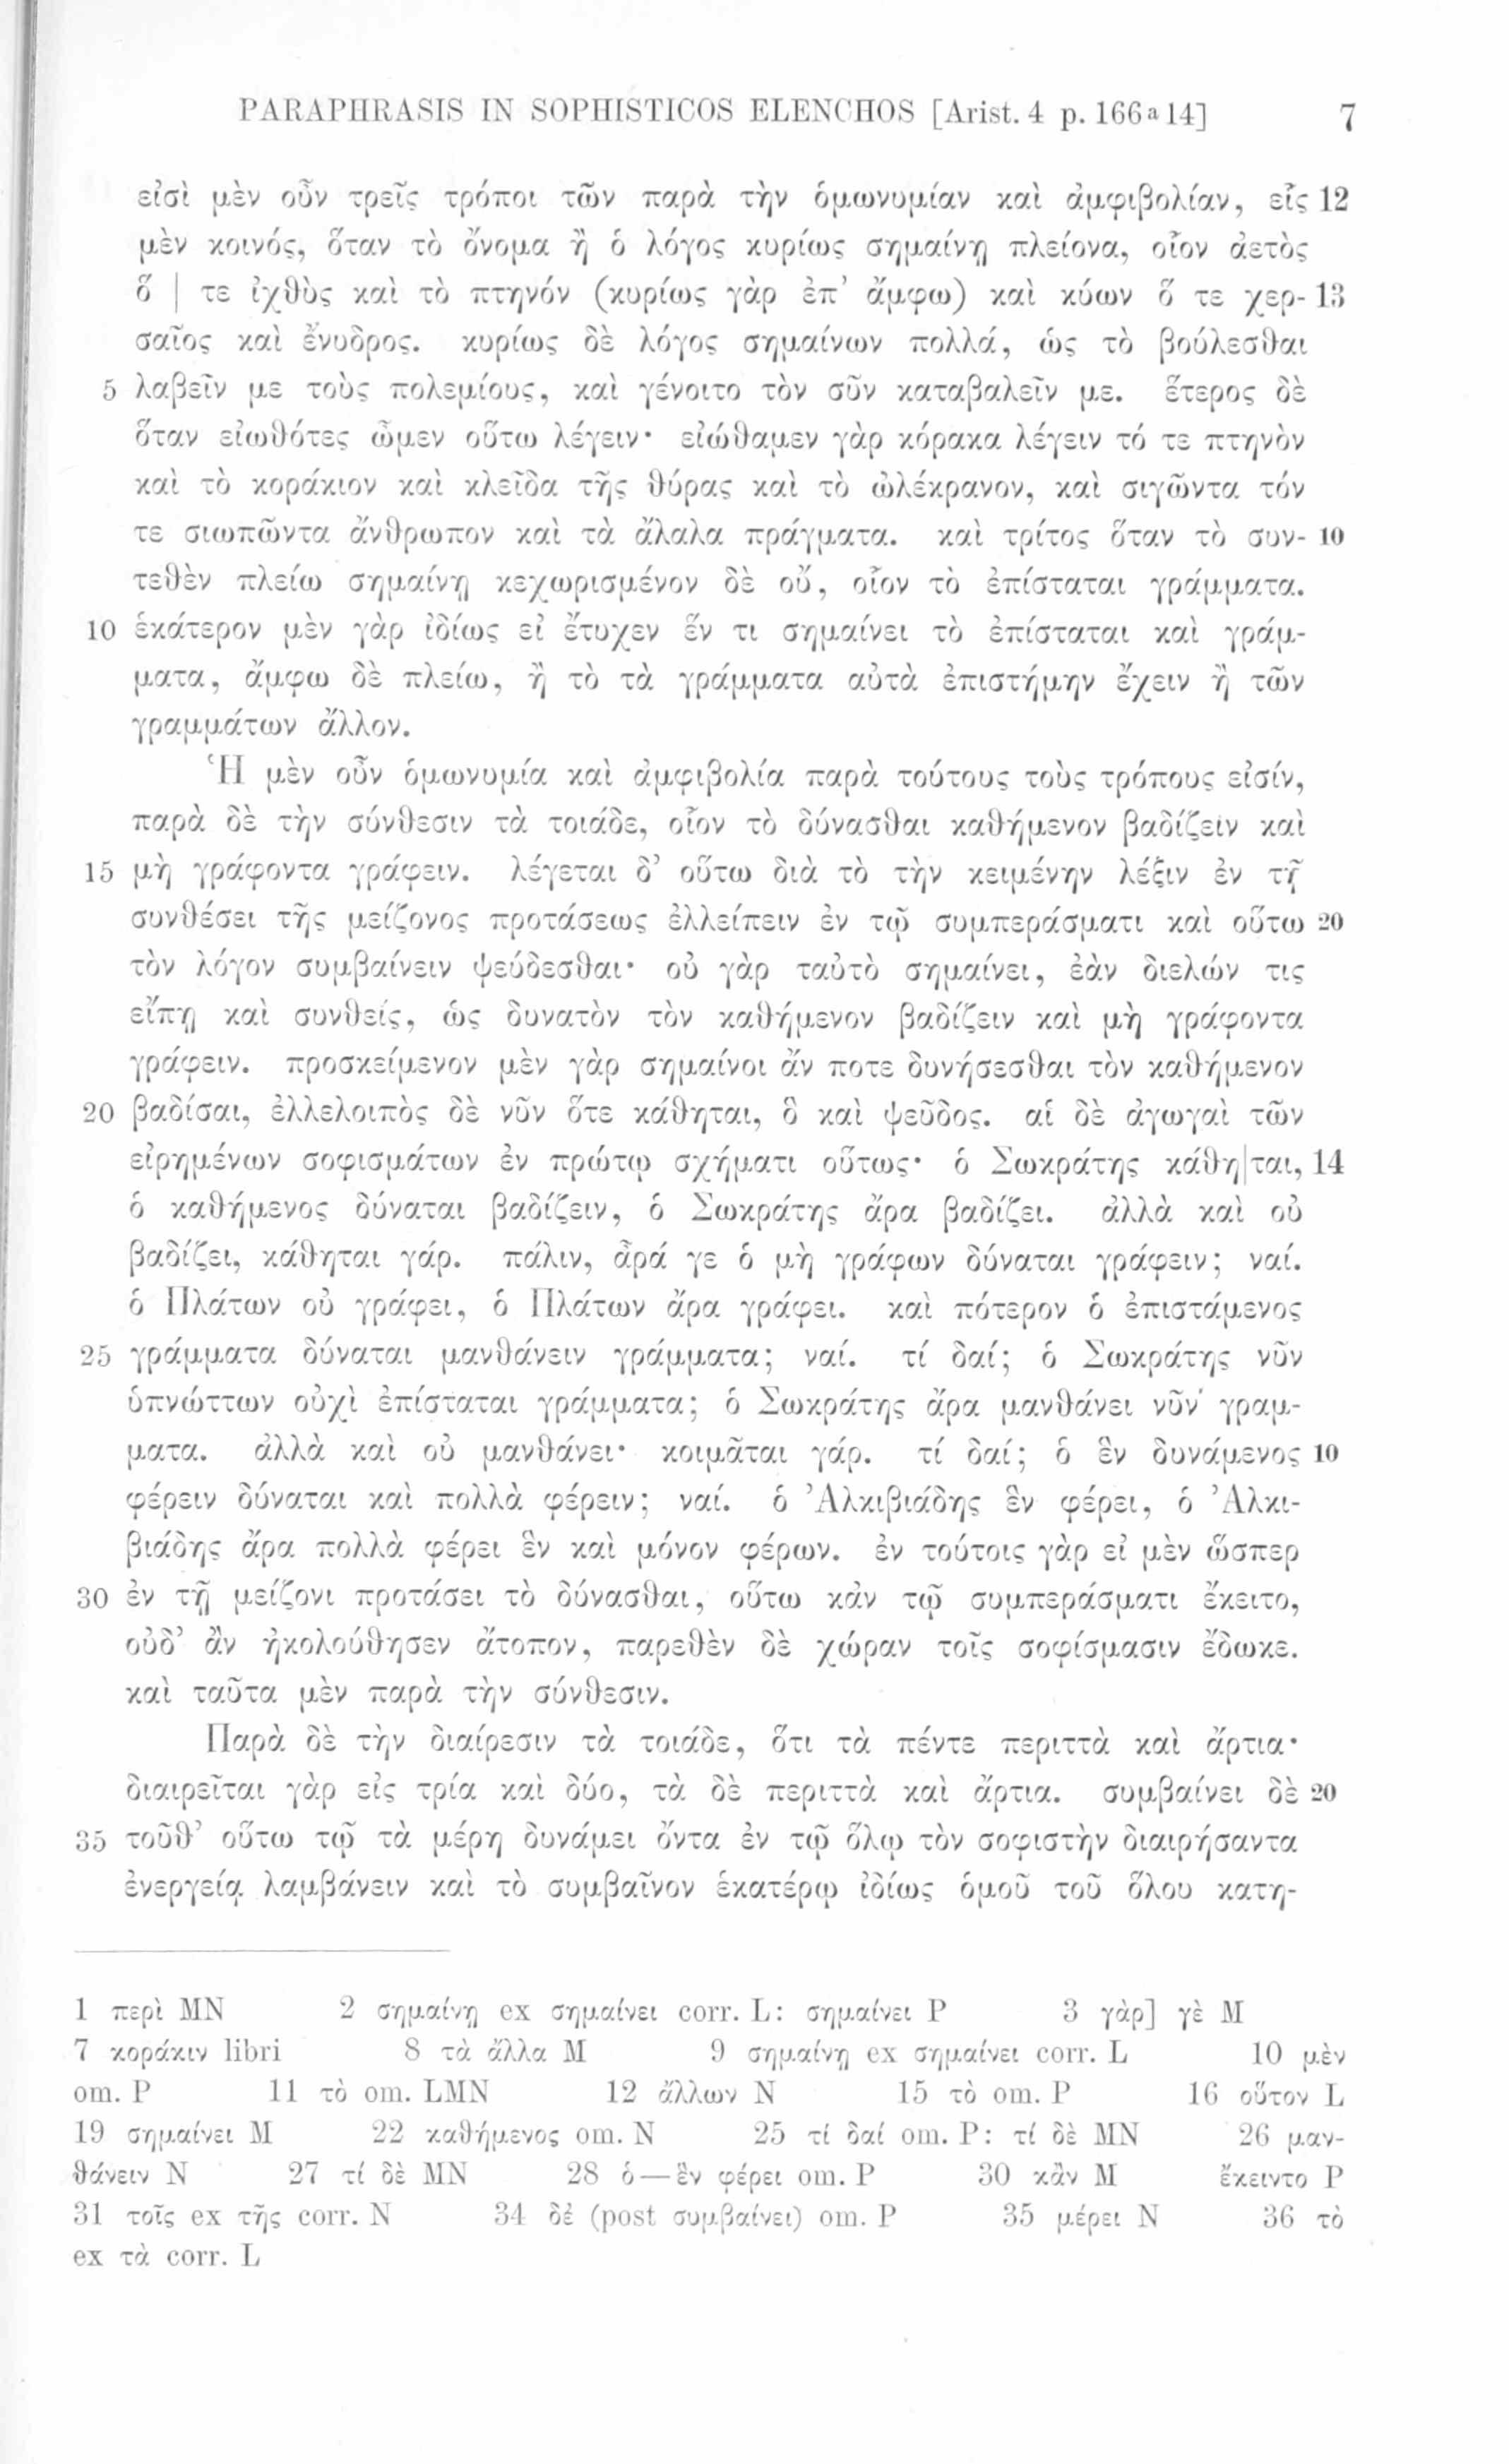 PARAPHRASIS IN SOPHISTICOS ELENCHOS [Arist. 4 p. 166ᵃ14] 7
εἰσὶ μὲν οὖν τρεῖς τρόποι τῶν παρὰ τὴν ὁμωνυμίαν καὶ ἀμφιβολίαν, εἷς 12
μὲν κοινός, ὅταν τὸ ὄνομα ἢ ὁ λόγος κυρίως σημαίνῃ πλείονα, οἷον ἀετὸς
ὅ | τε ἰχθὺς καὶ τὸ πτηνόν (κυρίως γὰρ ἐπ’ ἄμφω) καὶ κύων ὅ τε χερ- 13
σαῖος καὶ ἔνυδρος. κυρίως δὲ λόγος σημαίνων πολλά, ὡς τὸ βούλεσθαι
5 λαβεῖν με τοὺς πολεμίους, καὶ γένοιτο τὸν σῦν καταβαλεῖν με. ἕτερος δὲ
ὅταν εἰωθότες ὦμεν οὕτω λέγειν· εἰώθαμεν γὰρ κόρακα λέγειν τό τε πτηνὸν
καὶ τὸ κοράκιον καὶ κλεῖδα τῆς θύρας καὶ τὸ ὠλέκρανον, καὶ σιγῶντα τόν
τε σιωπῶντα ἄνθρωπον καὶ τὰ ἄλαλα πράγματα. καὶ τρίτος ὅταν τὸ συν- 10
τεθὲν πλείω σημαίνῃ κεχωρισμένον δὲ οὔ, οἷον τὸ ἐπίσταται γράμματα.
10 ἑκάτερον μὲν γὰρ ἰδίως εἰ ἔτυχεν ἕν τι σημαίνει τὸ ἐπίσταται καὶ γράμ-
ματα, ἄμφω δὲ πλείω, ἢ τὸ τὰ γράμματα αὐτὰ ἐπιστήμην ἔχειν ἢ τῶν
γραμμάτων ἄλλον.
Ἡ μὲν οὖν ὁμωνυμία καὶ ἀμφιβολία παρὰ τούτους τοὺς τρόπους εἰσίν,
παρὰ δὲ τὴν σύνθεσιν τὰ τοιάδε, οἷον τὸ δύνασθαι καθήμενον βαδίζειν καὶ
15 μὴ γράφοντα γράφειν. λέγεται δ’ οὕτω διὰ τὸ τὴν κειμένην λέξιν ἐν τῇ
συνθέσει τῆς μείζονος προτάσεως ἐλλείπειν ἐν τῷ συμπεράσματι καὶ οὕτω 20
τὸν λόγον συμβαίνειν ψεύδεσθαι· οὐ γὰρ ταὐτὸ σημαίνει, ἐὰν διελών τις
εἴπῃ καὶ συνθείς, ὡς δυνατὸν τὸν καθήμενον βαδίζειν καὶ μὴ γράφοντα
γράφειν. προσκείμενον μὲν γὰρ σημαίνοι ἄν ποτε δυνήσεσθαι τὸν καθήμενον
20 βαδίσαι, ἐλλελοιπὸς δὲ νῦν ὅτε κάθηται, ὃ καὶ ψεῦδος. αἱ δὲ ἀγωγαὶ τῶν
εἰρημένων σοφισμάτων ἐν πρώτῳ σχήματι οὕτως· ὁ Σωκράτης κάθη|ται, 14
ὁ καθήμενος δύναται βαδίζειν, ὁ Σωκράτης ἄρα βαδίζει. ἀλλὰ καὶ οὐ
βαδίζει, κάθηται γάρ. πάλιν, ἆρά γε ὁ μὴ γράφων δύναται γράφειν; ναί.
ὁ Πλάτων οὐ γράφει, ὁ Πλάτων ἄρα γράφει. καὶ πότερον ὁ ἐπιστάμενος
25 γράμματα δύναται μανθάνειν γράμματα; ναί. τί δαί; ὁ Σωκράτης νῦν
ὑπνώττων οὐχὶ ἐπίσταται γράμματα; ὁ Σωκράτης ἄρα μανθάνει νῦν γραμ-
ματα. ἀλλὰ καὶ οὐ μανθάνει· κοιμᾶται γάρ. τί δαί; ὁ ἓν δυνάμενος 10
φέρειν δύναται καὶ πολλὰ φέρειν; ναί. ὁ Ἀλκιβιάδης ἓν φέρει, ὁ Ἀλκι-
βιάδης ἄρα πολλὰ φέρει ἓν καὶ μόνον φέρων. ἐν τούτοις γὰρ εἰ μὲν ὥσπερ
30 ἐν τῇ μείζονι προτάσει τὸ δύνασθαι, οὕτω κἀν τῷ συμπεράσματι ἔκειτο,
οὐδ’ ἂν ἠκολούθησεν ἄτοπον, παρεθὲν δὲ χώραν τοῖς σοφίσμασιν ἔδωκε.
καὶ ταῦτα μὲν παρὰ τὴν σύνθεσιν.
Παρὰ δὲ τὴν διαίρεσιν τὰ τοιάδε, ὅτι τὰ πέντε περιττὰ καὶ ἄρτια·
διαιρεῖται γὰρ εἰς τρία καὶ δύο, τὰ δὲ περιττὰ καὶ ἄρτια. συμβαίνει δὲ 20
35 τοῦθ’ οὕτω τῷ τὰ μέρη δυνάμει ὄντα ἐν τῷ ὅλῳ τὸν σοφιστὴν διαιρήσαντα
ἐνεργείᾳ λαμβάνειν καὶ τὸ συμβαῖνον ἑκατέρῳ ἰδίως ὁμοῦ τοῦ ὅλου κατη-
1 περὶ MN 2 σημαίνῃ ex σημαίνει corr. L: σημαίνει P 3 γὰρ] γὲ M
7 κοράκιν libri 8 τὰ ἄλλα M 9 σημαίνῃ ex σημαίνει corr. L 10 μὲν
om. P 11 τὸ om. LMN 12 ἄλλων N 15 τὸ om. P 16 οὕτον L
19 σημαίνει M 22 καθήμενος om. N 25 τί δαί om. P: τί δὲ MN 26 μαν-
θάνειν N 27 τί δὲ MN 28 ὁ—ἓν φέρει om. P 30 κἂν M ἔκειντο P
31 τοῖς ex τῆς corr. N 34 δέ (post συμβαίνει) om. P 35 μέρει N 36 τὸ
ex τὰ corr. L